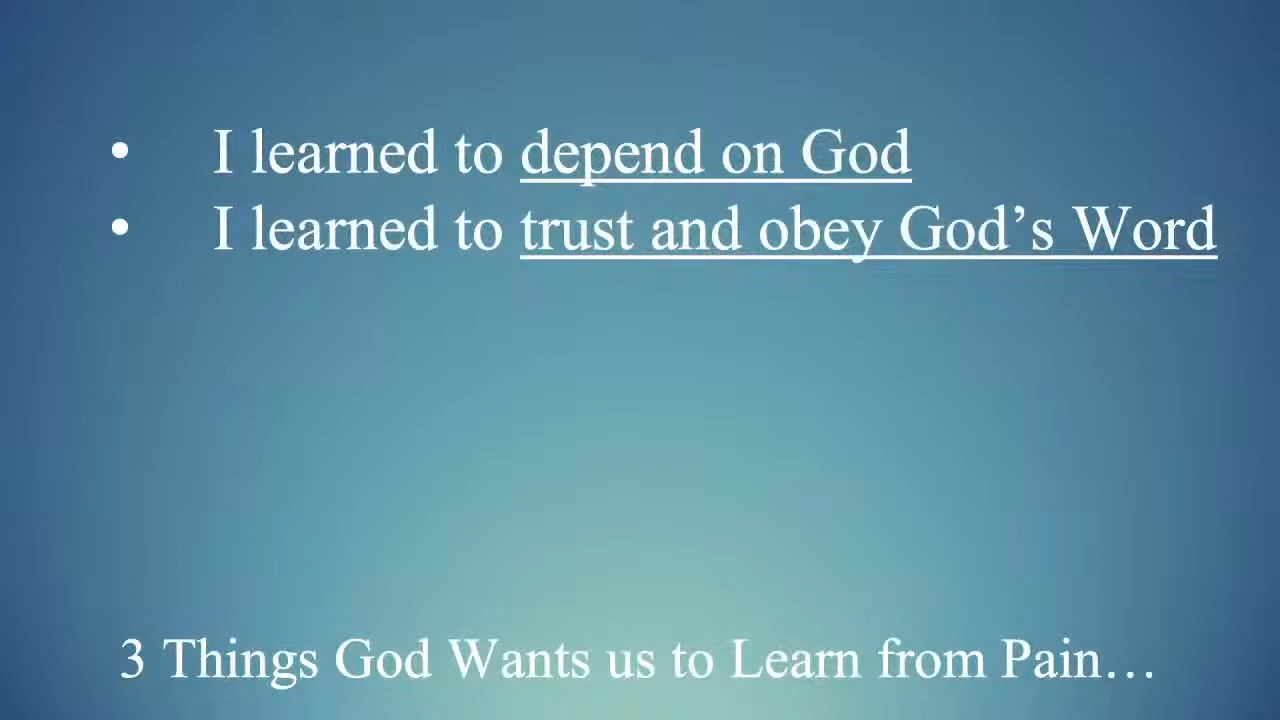 • I learned to depend on God
• I learned to trust and obey God’s Word
3 Things God Wants us to Learn from Pain…